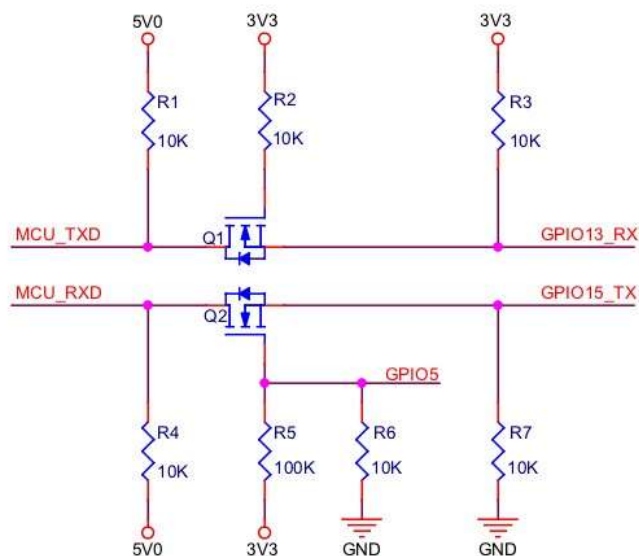 5V0 3V3 3V3
R1 R2 R3
10K 10K 10K
MCU_TXD Q1 GPIO13_RX
MCU_RXD Q2 GPIO15_TX
GPIO5
R4 R5 R6 R7
10K 100K 10K 10K
5V0 3V3 GND GND